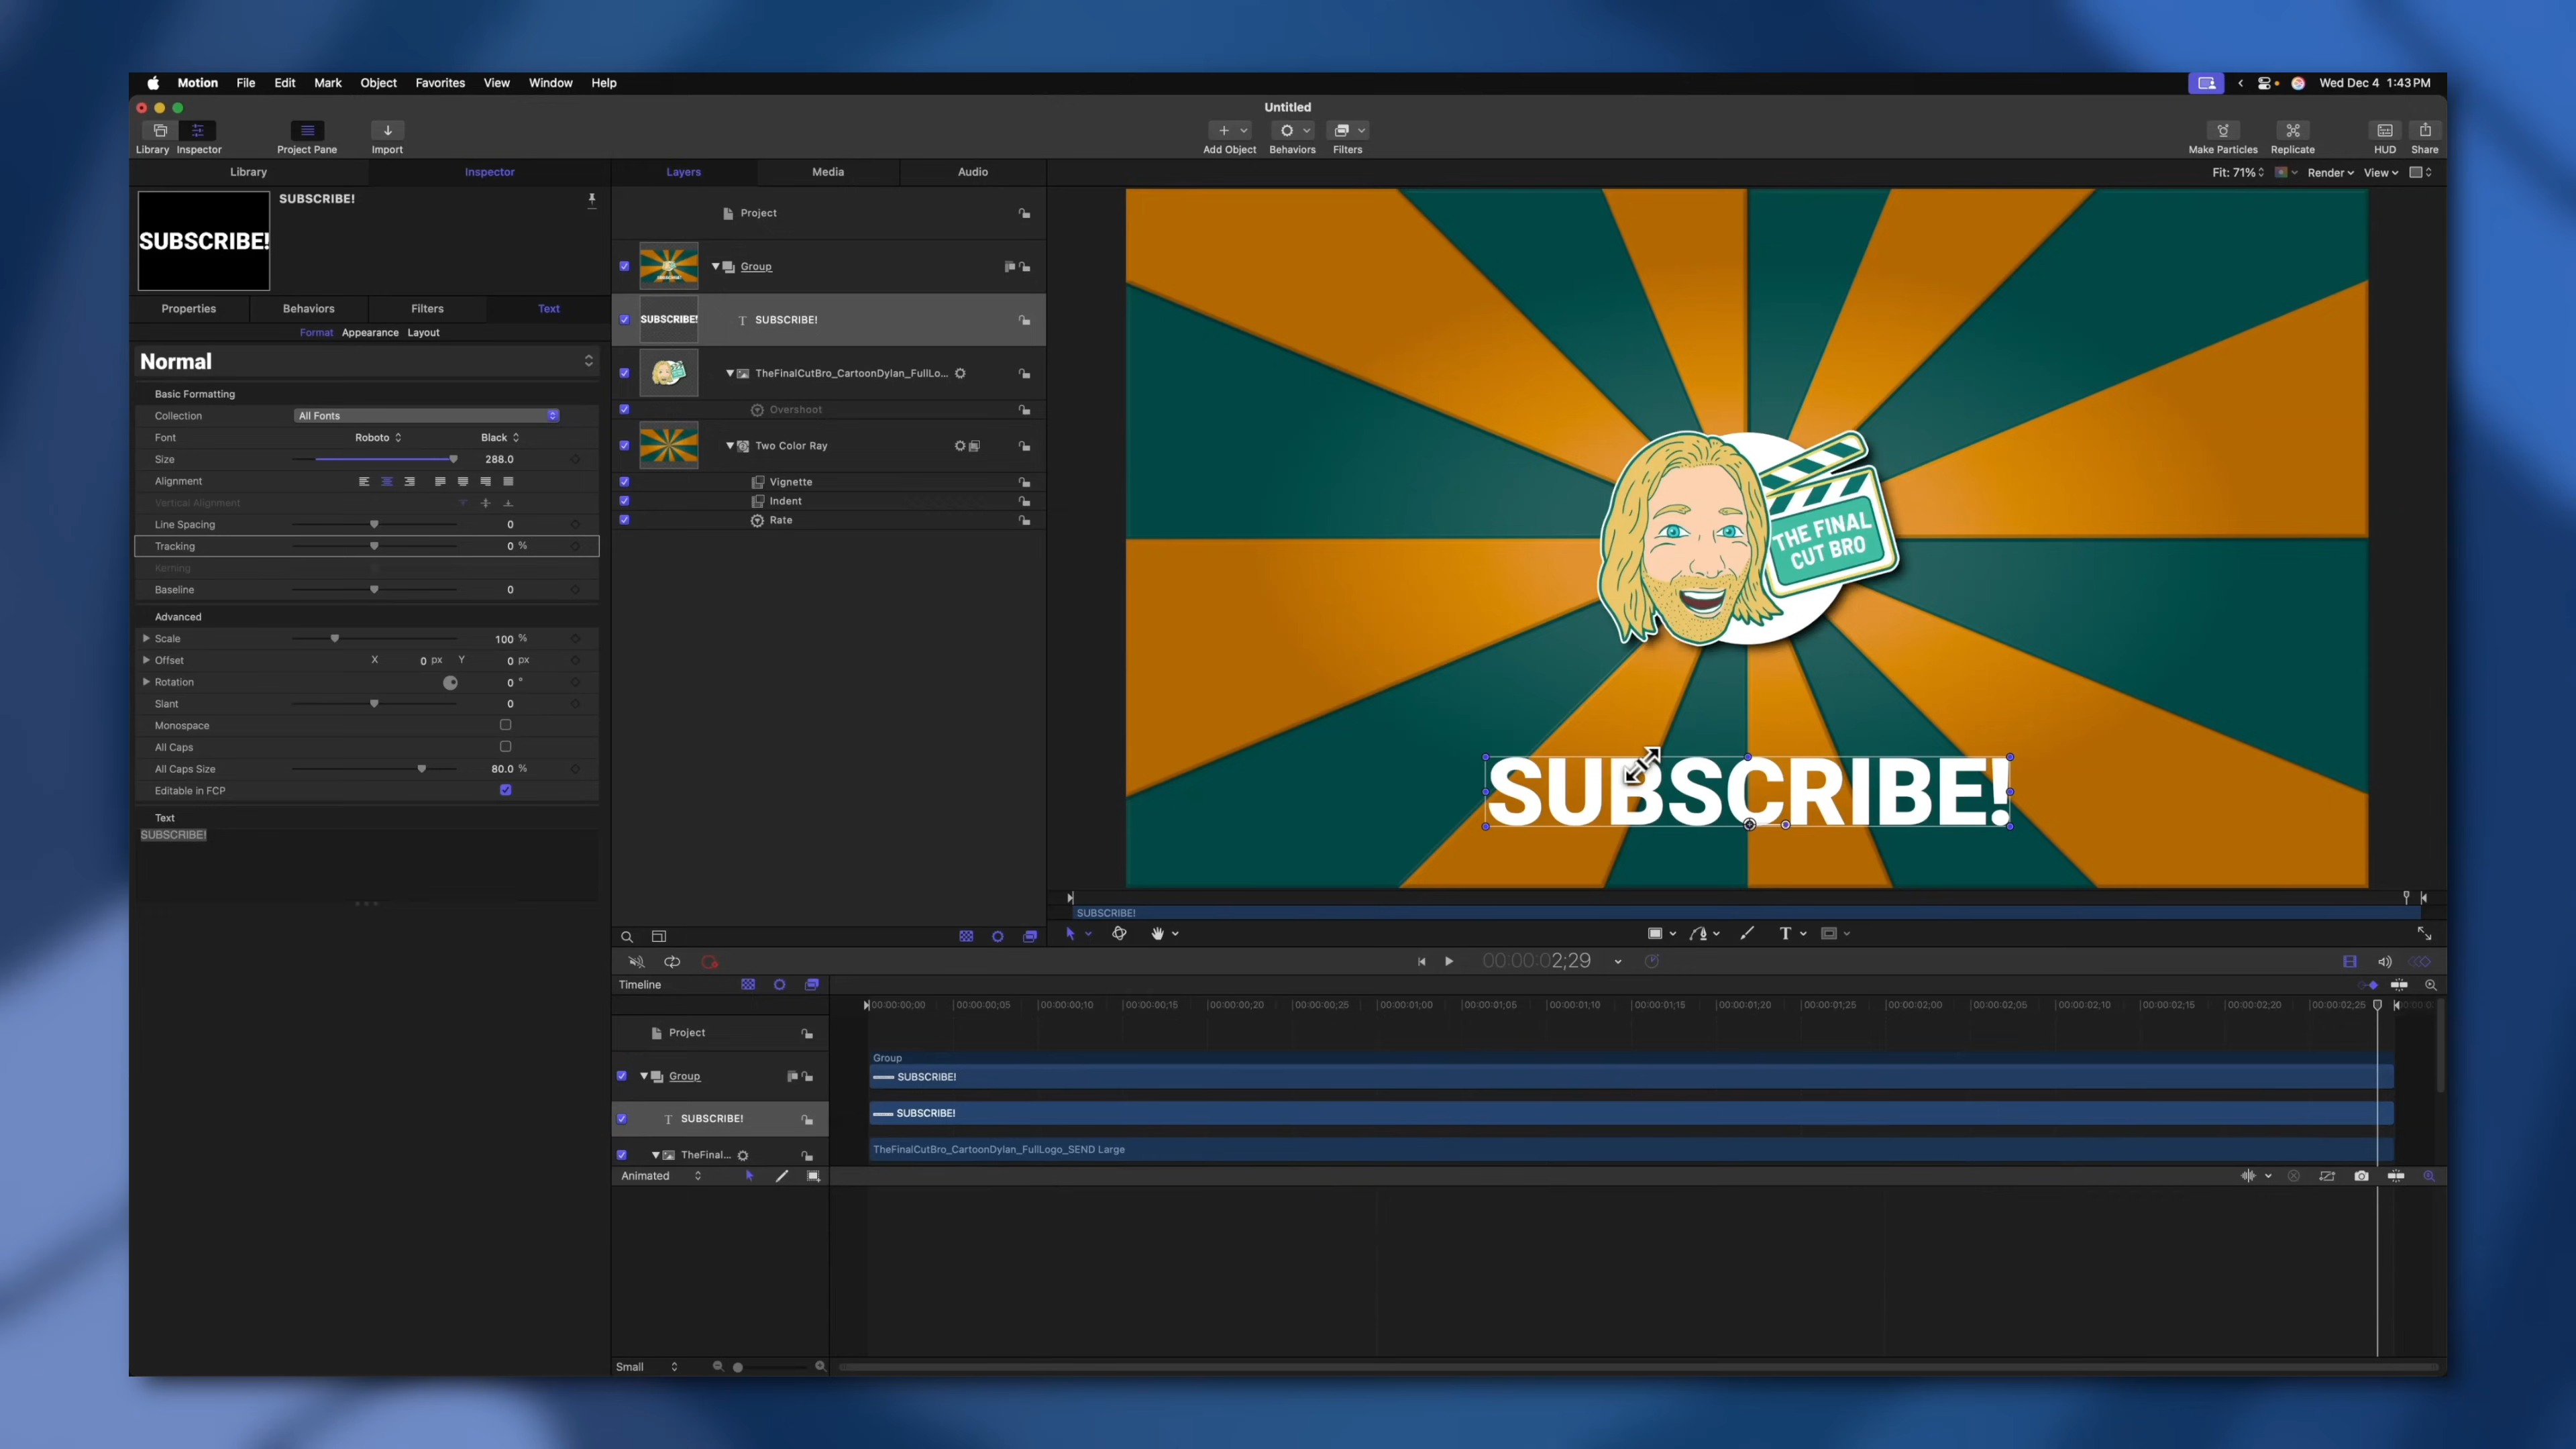 Motion File Edit Mark Object Favorites View Window Help
Wed Dec 4 1:43 PM
Untitled
Library Inspector Project Pane Import
Add Object Behaviors Filters
Make Particles Replicate HUD Share
Library Inspector
Layers Media Audio
Fit: 71% Render View
SUBSCRIBE!
SUBSCRIBE!
Properties Behaviors Filters Text
Format Appearance Layout
Normal
Basic Formatting
Collection All Fonts
Font Roboto Black
Size 288.0
Alignment
Vertical Alignment
Line Spacing 0
Tracking 0 %
Kerning
Baseline 0
Advanced
Scale 100 %
Offset X 0 px Y 0 px
Rotation 0 °
Slant 0
Monospace
All Caps
All Caps Size 80.0 %
Editable in FCP
Text
SUBSCRIBE!
Project
Group
SUBSCRIBE! SUBSCRIBE!
TheFinalCutBro_CartoonDylan_FullLo...
Overshoot
Two Color Ray
Vignette
Indent
Rate
THE FINAL
CUT BRO
SUBSCRIBE!
SUBSCRIBE!
T
00:00:02;29
Timeline
00:00:00;00 00:00:00;05 00:00:00;10 00:00:00;15 00:00:00;20 00:00:00;25 00:00:01;00 00:00:01;05 00:00:01;10 00:00:01;15 00:00:01;20 00:00:01;25 00:00:02;00 00:00:02;05 00:00:02;10 00:00:02;15 00:00:02;20 00:00:02;25
Project
Group
Group
SUBSCRIBE!
T SUBSCRIBE!
SUBSCRIBE!
TheFinal...
TheFinalCutBro_CartoonDylan_FullLogo_SEND Large
Animated
Small